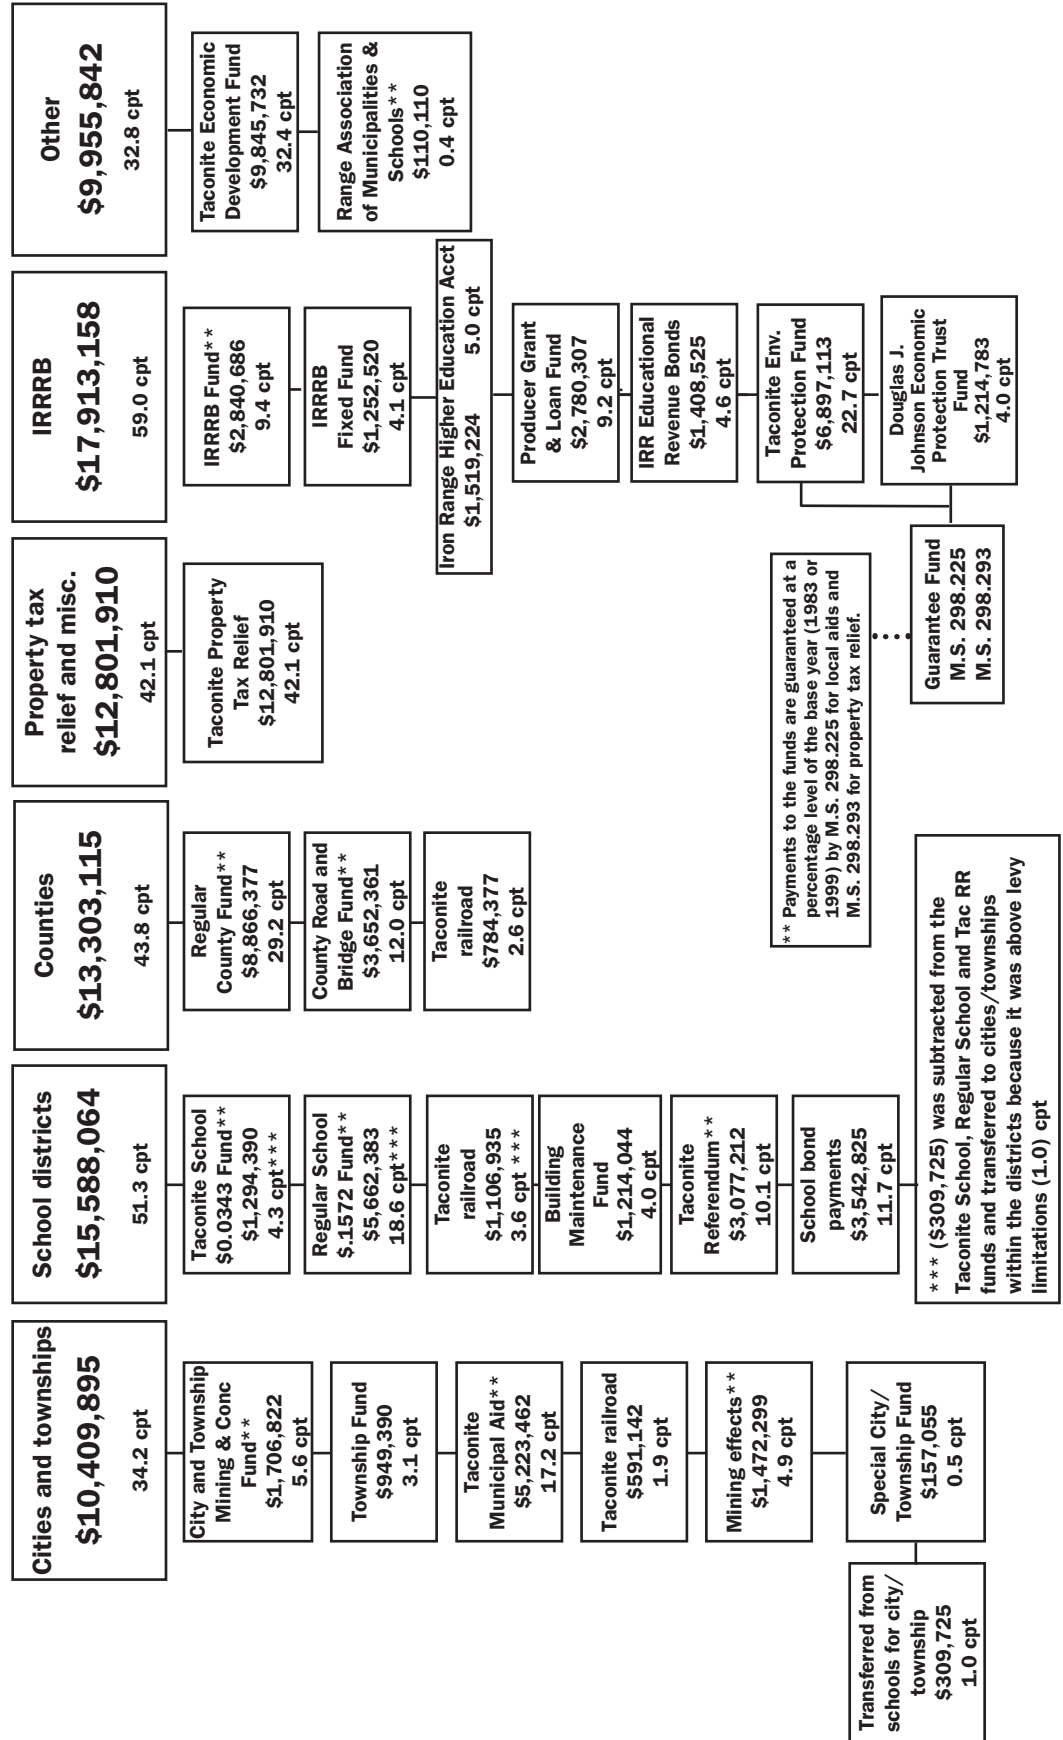 Cities and townships
$10,409,895
34.2 cpt
City and Township
Mining & Conc
Fund**
$1,706,822
5.6 cpt
Township Fund
$949,390
3.1 cpt
Taconite
Municipal Aid**
$5,223,462
17.2 cpt
Taconite railroad
$591,142
1.9 cpt
Mining effects**
$1,472,299
4.9 cpt
Special City/
Township Fund
$157,055
0.5 cpt
Transferred from
schools for city/
township
$309,725
1.0 cpt
School districts
$15,588,064
51.3 cpt
Taconite School
$0.0343 Fund**
$1,294,390
4.3 cpt***
Regular School
$.1572 Fund**
$5,662,383
18.6 cpt***
Taconite
railroad
$1,106,935
3.6 cpt ***
Building
Maintenance
Fund
$1,214,044
4.0 cpt
Taconite
Referendum**
$3,077,212
10.1 cpt
School bond
payments
$3,542,825
11.7 cpt
*** ($309,725) was subtracted from the
Taconite School, Regular School and Tac RR
funds and transferred to cities/townships
within the districts because it was above levy
limitations (1.0) cpt
Counties
$13,303,115
43.8 cpt
Regular
County Fund**
$8,866,377
29.2 cpt
County Road and
Bridge Fund**
$3,652,361
12.0 cpt
Taconite
railroad
$784,377
2.6 cpt
Property tax
relief and misc.
$12,801,910
42.1 cpt
Taconite Property
Tax Relief
$12,801,910
42.1 cpt
** Payments to the funds are guaranteed at a
percentage level of the base year (1983 or
1999) by M.S. 298.225 for local aids and
M.S. 298.293 for property tax relief.
Guarantee Fund
M.S. 298.225
M.S. 298.293
IRRRB
$17,913,158
59.0 cpt
IRRRB Fund**
$2,840,686
9.4 cpt
IRRRB
Fixed Fund
$1,252,520
4.1 cpt
Iron Range Higher Education Acct
$1,519,224 5.0 cpt
Producer Grant
& Loan Fund
$2,780,307
9.2 cpt
IRR Educational
Revenue Bonds
$1,408,525
4.6 cpt
Taconite Env.
Protection Fund
$6,897,113
22.7 cpt
Douglas J.
Johnson Economic
Protection Trust
Fund
$1,214,783
4.0 cpt
Other
$9,955,842
32.8 cpt
Taconite Economic
Development Fund
$9,845,732
32.4 cpt
Range Association
of Municipalities &
Schools**
$110,110
0.4 cpt